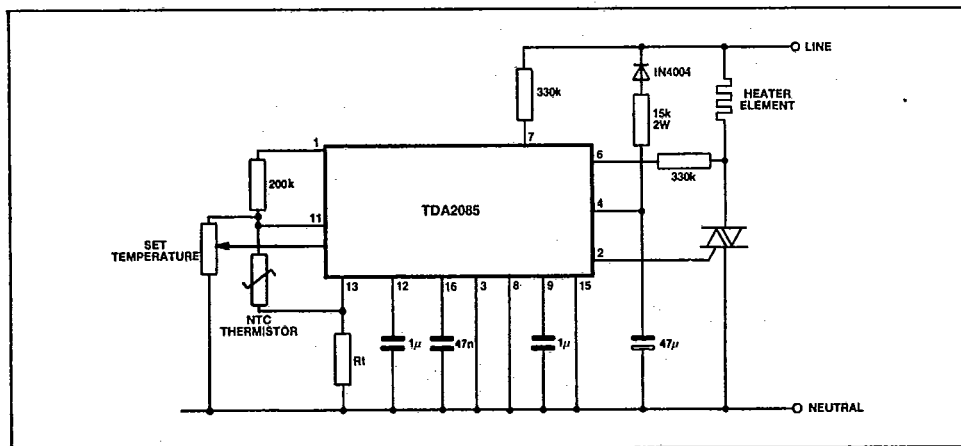 LINE
IN4004
330k
15k
2W
HEATER
ELEMENT
7
1
6
330k
200k
TDA2085
11
4
SET
TEMPERATURE
2
13
12
16
3
8
9
15
NTC
THERMISTOR
Rt
1μ
47n
1μ
47μ
NEUTRAL